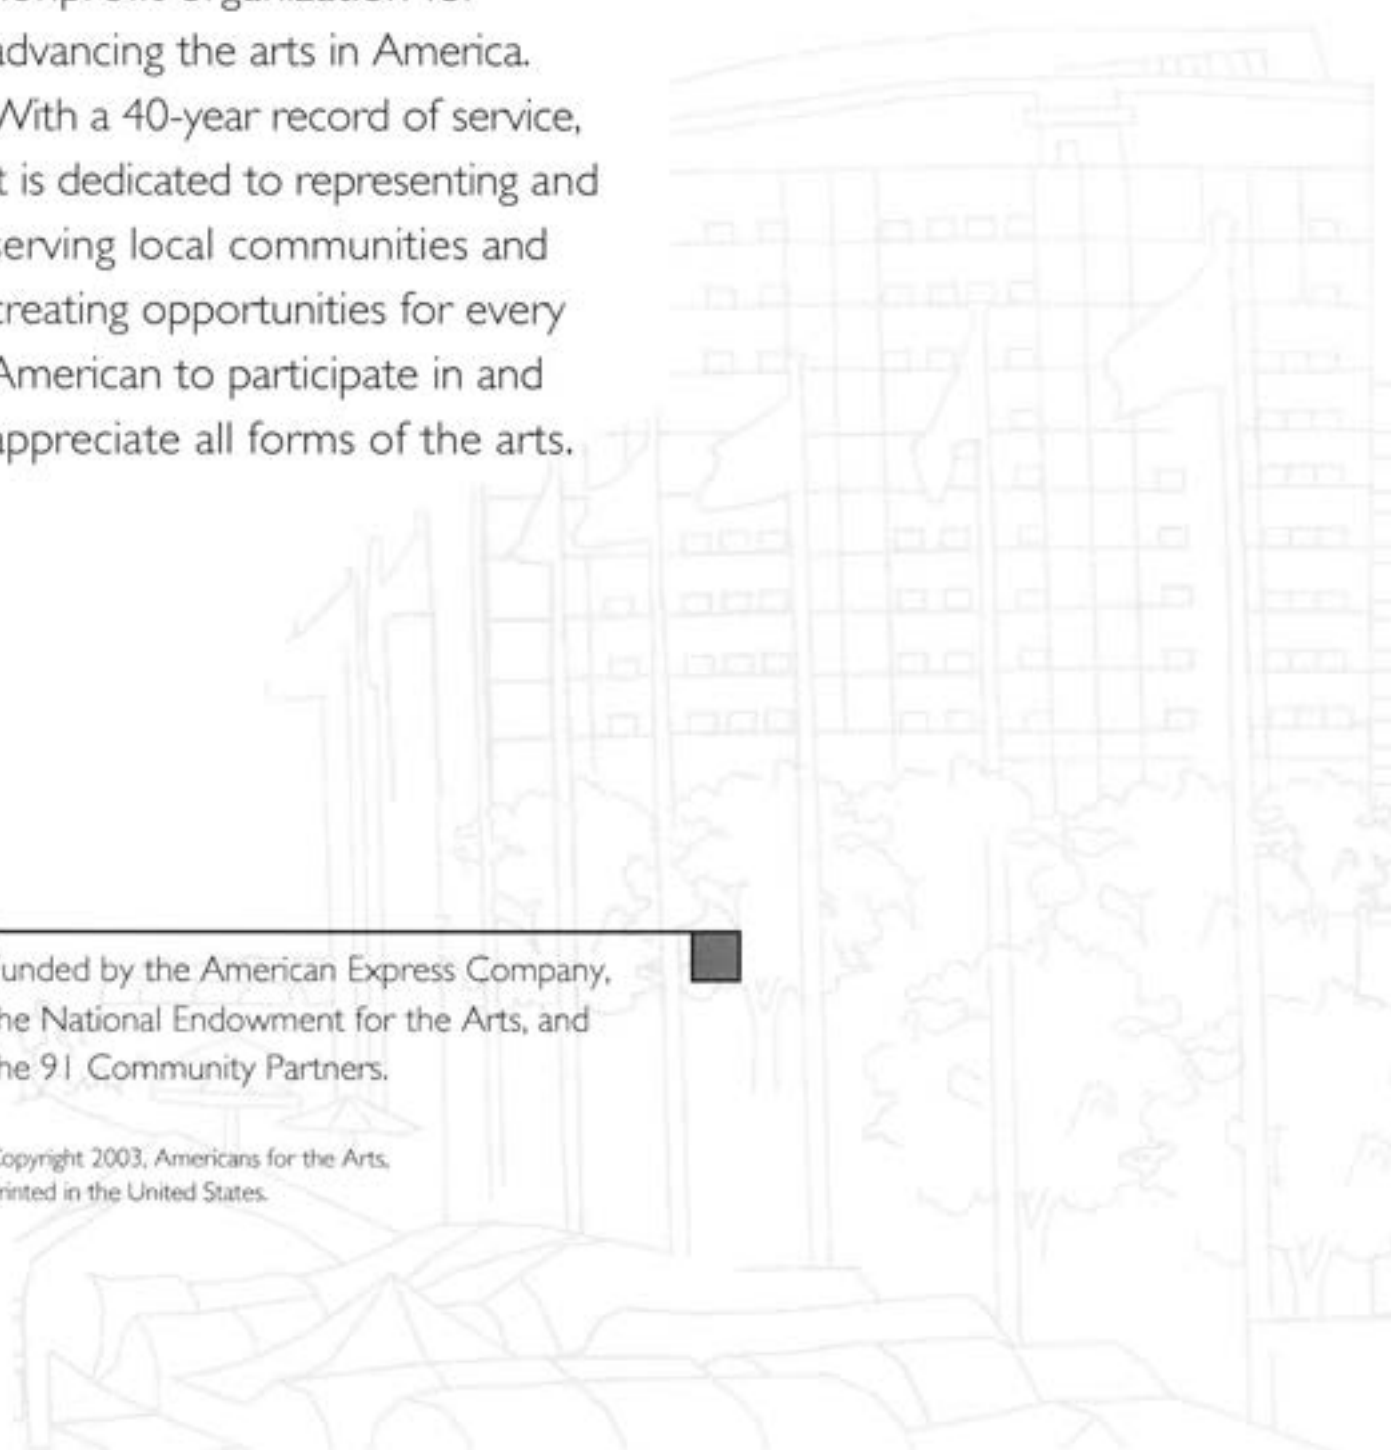 advancing the arts in America.
With a 40-year record of service,
t is dedicated to representing and
serving local communities and
creating opportunities for every
American to participate in and
appreciate all forms of the arts.
unded by the American Express Company,
he National Endowment for the Arts, and
he 91 Community Partners.
Copyright 2003, Americans for the Arts,
rinted in the United States.